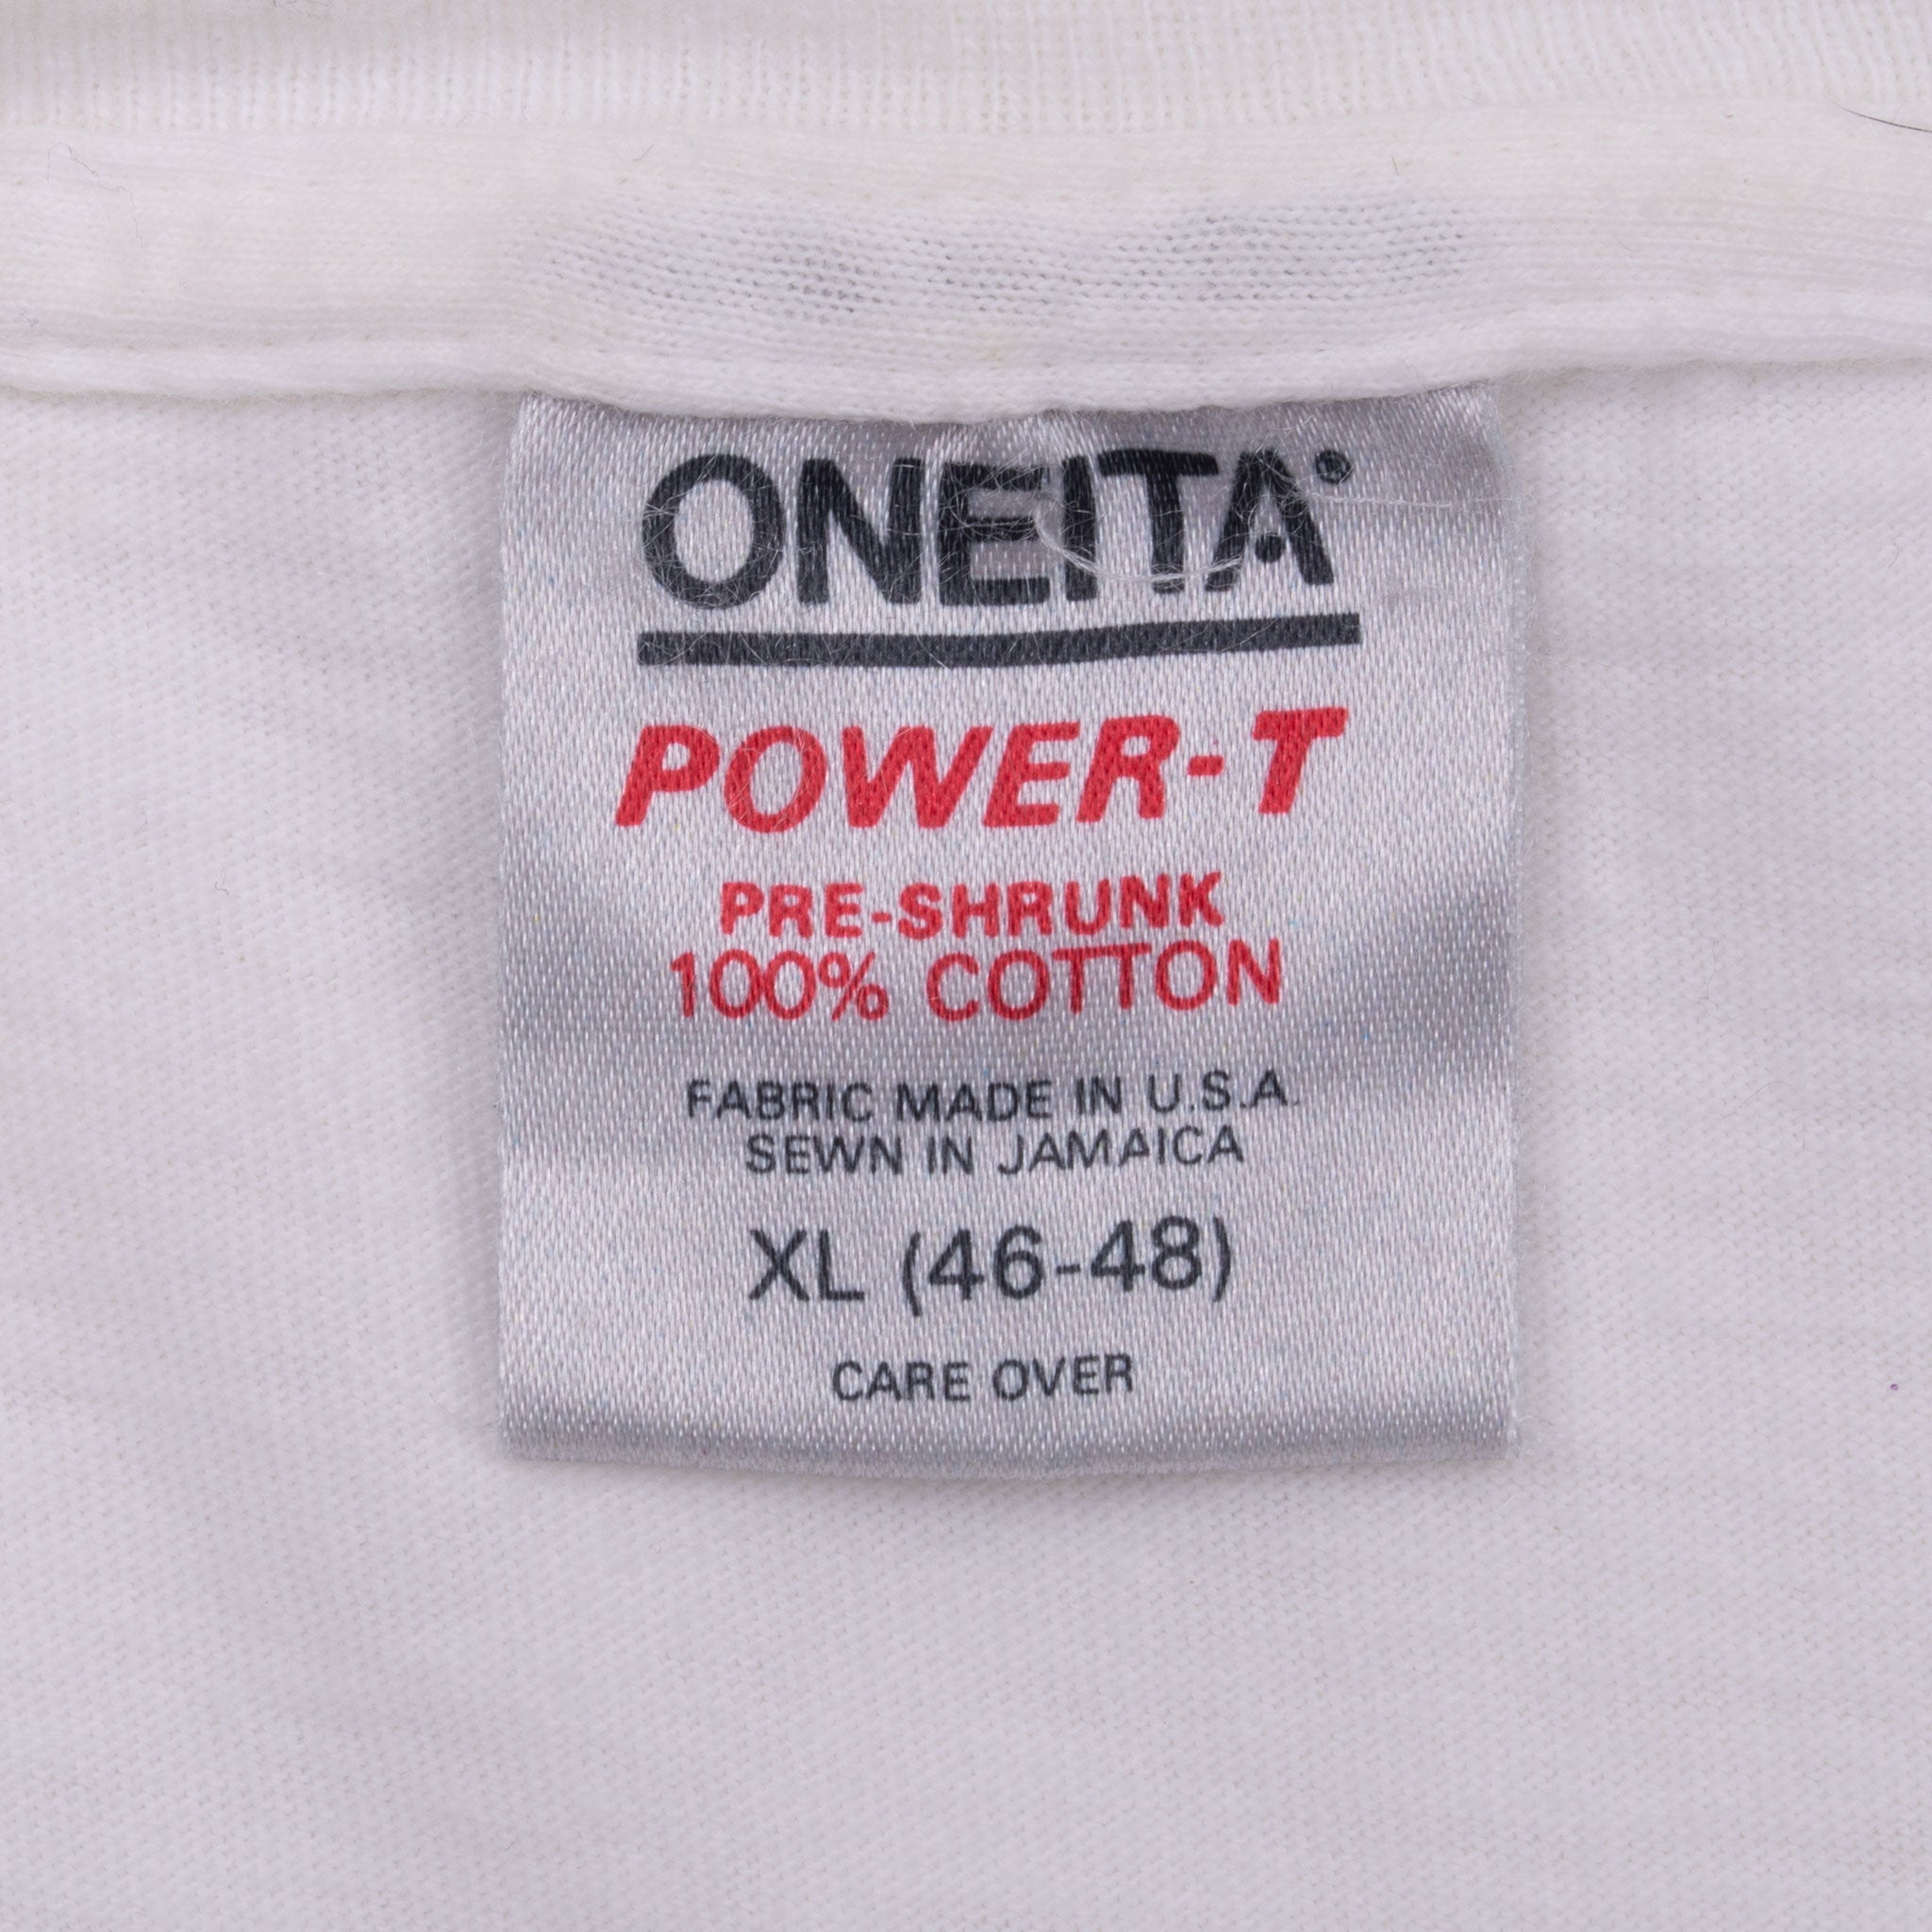 ONEITA®
POWER-T
PRE-SHRUNK
100% COTTON
FABRIC MADE IN U.S.A.
SEWN IN JAMAICA
XL (46-48)
CARE OVER